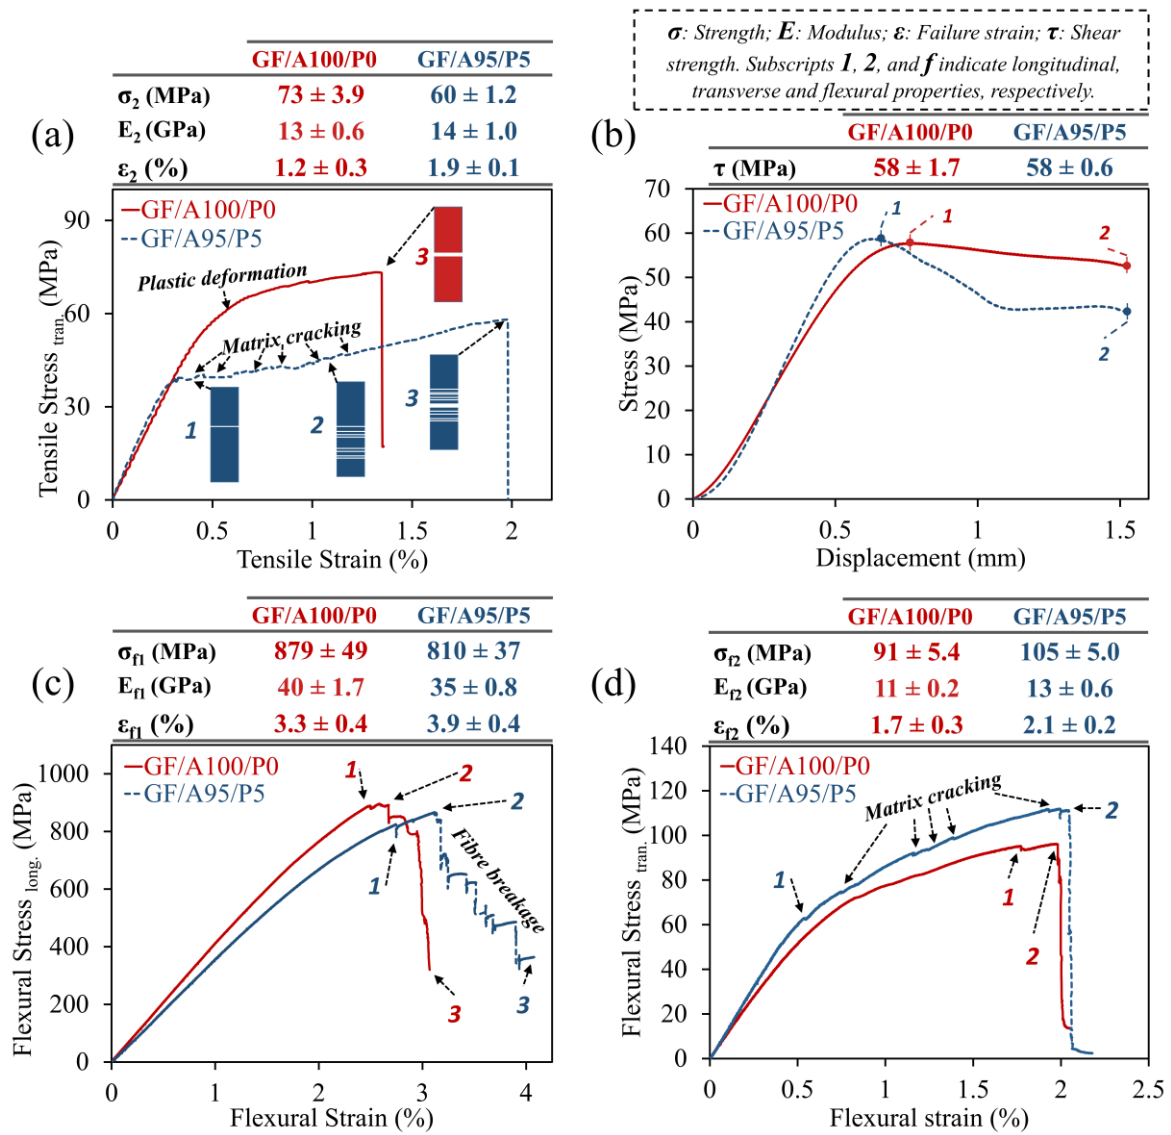 σ: Strength; E: Modulus; ε: Failure strain; τ: Shear
strength. Subscripts 1, 2, and f indicate longitudinal,
transverse and flexural properties, respectively.
(a)
GF/A100/P0 GF/A95/P5
σ₂ (MPa) 73 ± 3.9 60 ± 1.2
E₂ (GPa) 13 ± 0.6 14 ± 1.0
ε₂ (%) 1.2 ± 0.3 1.9 ± 0.1
GF/A100/P0
GF/A95/P5
Plastic deformation
Matrix cracking
1
2
3
3
90
60
30
0
0 0.5 1 1.5 2
Tensile Stress tran. (MPa)
Tensile Strain (%)
(b)
GF/A100/P0 GF/A95/P5
τ (MPa) 58 ± 1.7 58 ± 0.6
GF/A100/P0
GF/A95/P5
1
1
2
2
70
60
50
40
30
20
10
0
0 0.5 1 1.5
Stress (MPa)
Displacement (mm)
(c)
GF/A100/P0 GF/A95/P5
σf1 (MPa) 879 ± 49 810 ± 37
Ef1 (GPa) 40 ± 1.7 35 ± 0.8
εf1 (%) 3.3 ± 0.4 3.9 ± 0.4
GF/A100/P0
GF/A95/P5
1
2
2
1
Fibre breakage
3
3
1000
800
600
400
200
0
0 1 2 3 4
Flexural Stress long. (MPa)
Flexural Strain (%)
(d)
GF/A100/P0 GF/A95/P5
σf2 (MPa) 91 ± 5.4 105 ± 5.0
Ef2 (GPa) 11 ± 0.2 13 ± 0.6
εf2 (%) 1.7 ± 0.3 2.1 ± 0.2
GF/A100/P0
GF/A95/P5
Matrix cracking
2
1
1
2
140
120
100
80
60
40
20
0
0 0.5 1 1.5 2 2.5
Flexural Stress tran. (MPa)
Flexural strain (%)